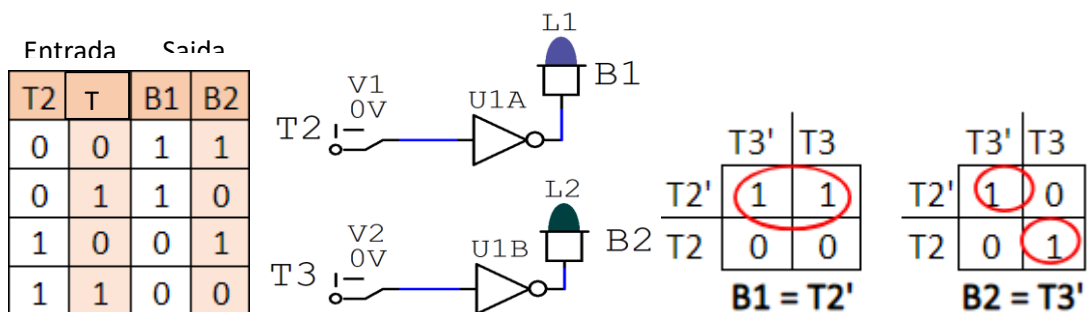 Entrada Saida
T2 T B1 B2
0 0 1 1
0 1 1 0
1 0 0 1
1 1 0 0
L1
B1
V1
0V
U1A
T2
L2
B2
V2
0V
U1B
T3
T3' T3
T2' 1 1
T2 0 0
B1 = T2'
T3' T3
T2' 1 0
T2 0 1
B2 = T3'